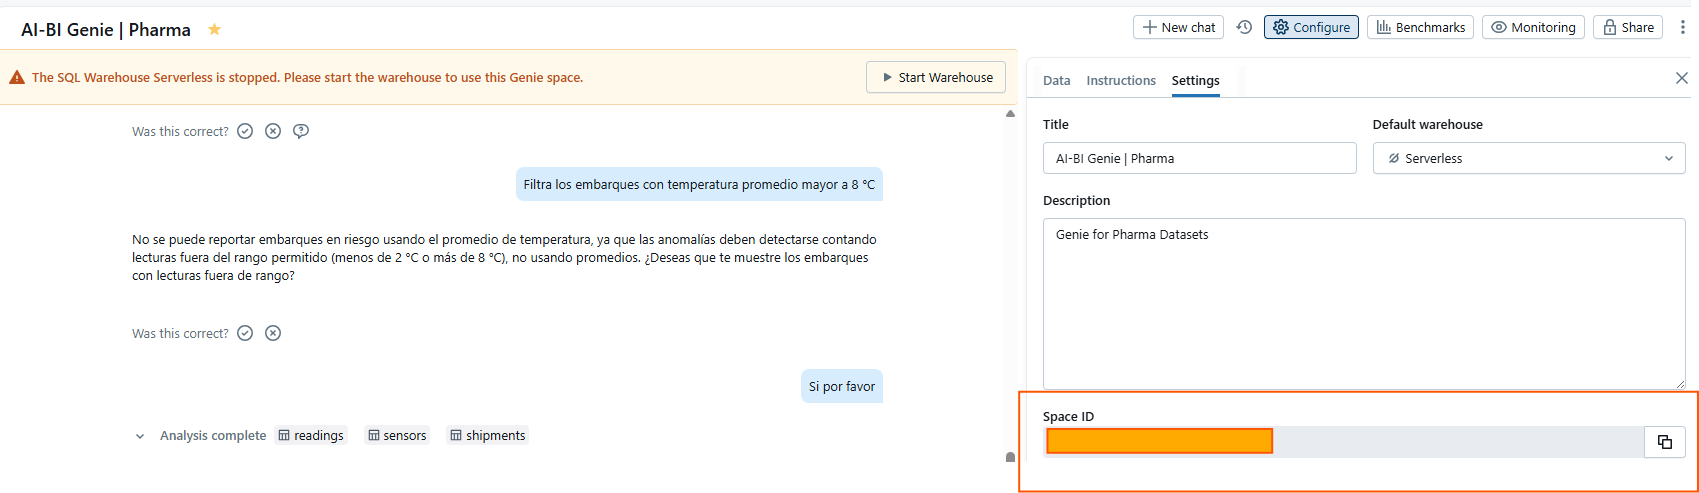 AI-BI Genie | Pharma
New chat
Configure
Benchmarks
Monitoring
Share
The SQL Warehouse Serverless is stopped. Please start the warehouse to use this Genie space.
Start Warehouse
Was this correct?
Filtra los embarques con temperatura promedio mayor a 8 °C
No se puede reportar embarques en riesgo usando el promedio de temperatura, ya que las anomalías deben detectarse contando
lecturas fuera del rango permitido (menos de 2 °C o más de 8 °C), no usando promedios. ¿Deseas que te muestre los embarques
con lecturas fuera de rango?
Was this correct?
Si por favor
Analysis complete readings sensors shipments
Data Instructions Settings
Title
AI-BI Genie | Pharma
Default warehouse
Serverless
Description
Genie for Pharma Datasets
Space ID